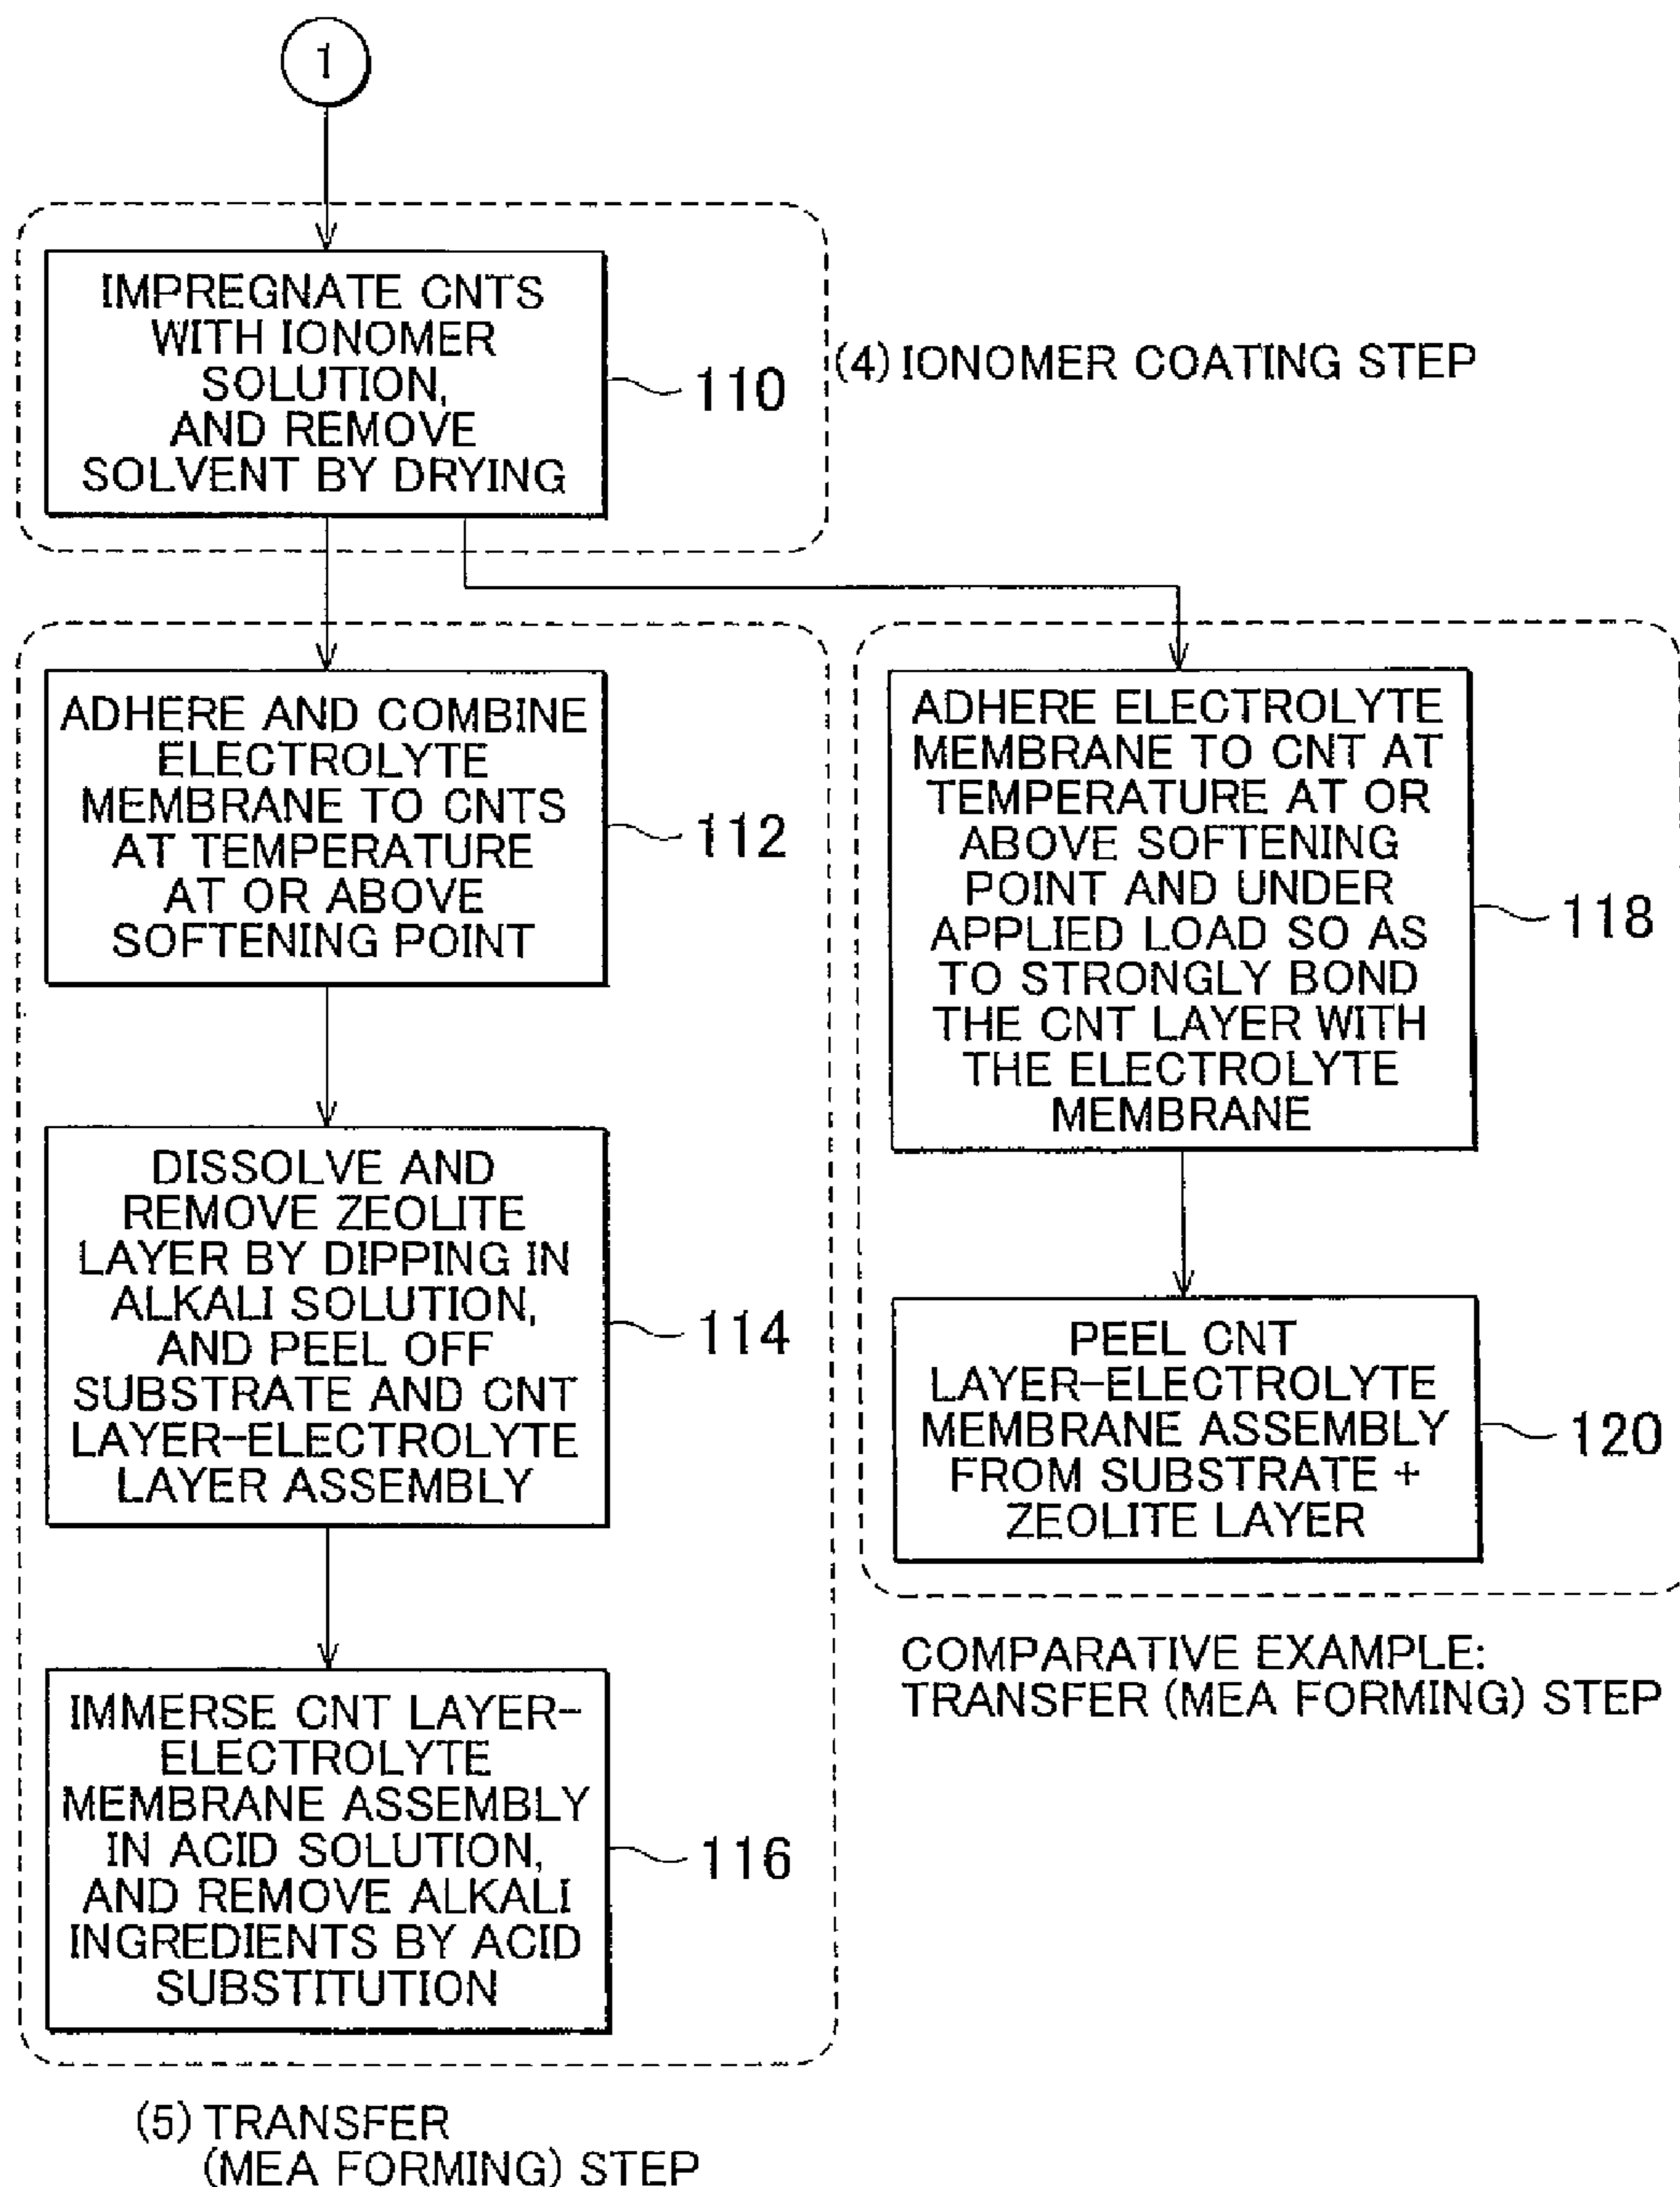 1
IMPREGNATE CNTS
WITH IONOMER
SOLUTION,
AND REMOVE
SOLVENT BY DRYING
110
(4) IONOMER COATING STEP
ADHERE AND COMBINE
ELECTROLYTE
MEMBRANE TO CNTS
AT TEMPERATURE
AT OR ABOVE
SOFTENING POINT
112
DISSOLVE AND
REMOVE ZEOLITE
LAYER BY DIPPING IN
ALKALI SOLUTION,
AND PEEL OFF
SUBSTRATE AND CNT
LAYER-ELECTROLYTE
LAYER ASSEMBLY
114
IMMERSE CNT LAYER-
ELECTROLYTE
MEMBRANE ASSEMBLY
IN ACID SOLUTION,
AND REMOVE ALKALI
INGREDIENTS BY ACID
SUBSTITUTION
116
(5) TRANSFER
(MEA FORMING) STEP
ADHERE ELECTROLYTE
MEMBRANE TO CNT AT
TEMPERATURE AT OR
ABOVE SOFTENING
POINT AND UNDER
APPLIED LOAD SO AS
TO STRONGLY BOND
THE CNT LAYER WITH
THE ELECTROLYTE
MEMBRANE
118
PEEL CNT
LAYER-ELECTROLYTE
MEMBRANE ASSEMBLY
FROM SUBSTRATE +
ZEOLITE LAYER
120
COMPARATIVE EXAMPLE:
TRANSFER (MEA FORMING) STEP